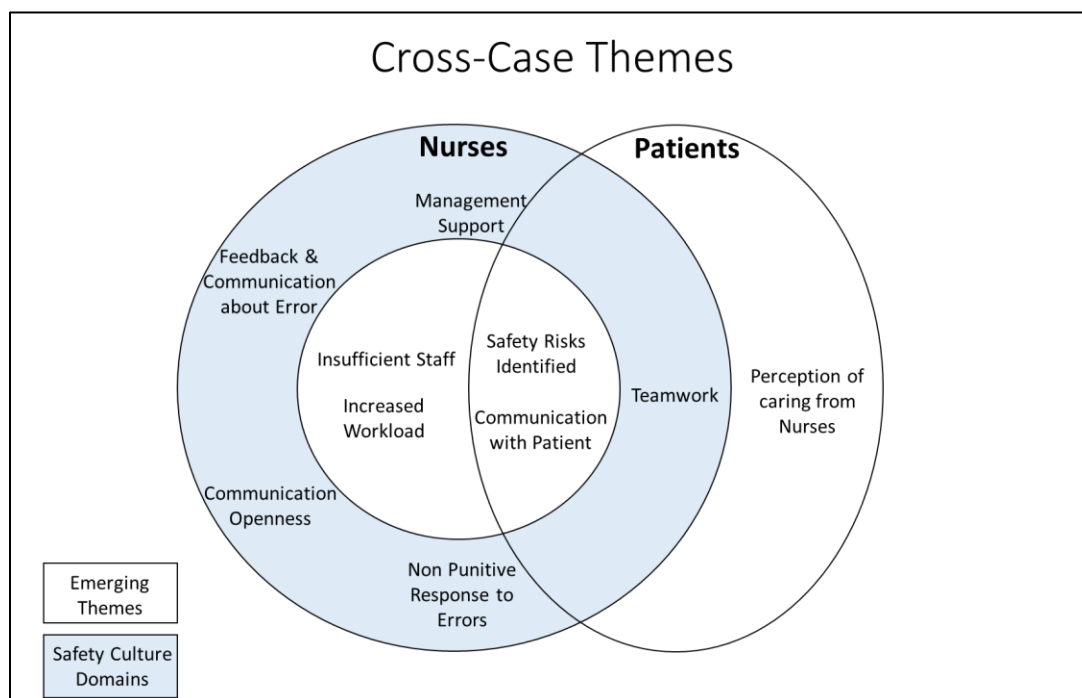 Cross-Case Themes
Nurses
Patients
Management
Support
Feedback &
Communication
about Error
Insufficient Staff
Increased
Workload
Safety Risks
Identified
Communication
with Patient
Teamwork
Perception of
caring from
Nurses
Communication
Openness
Non Punitive
Response to
Errors
Emerging
Themes
Safety Culture
Domains